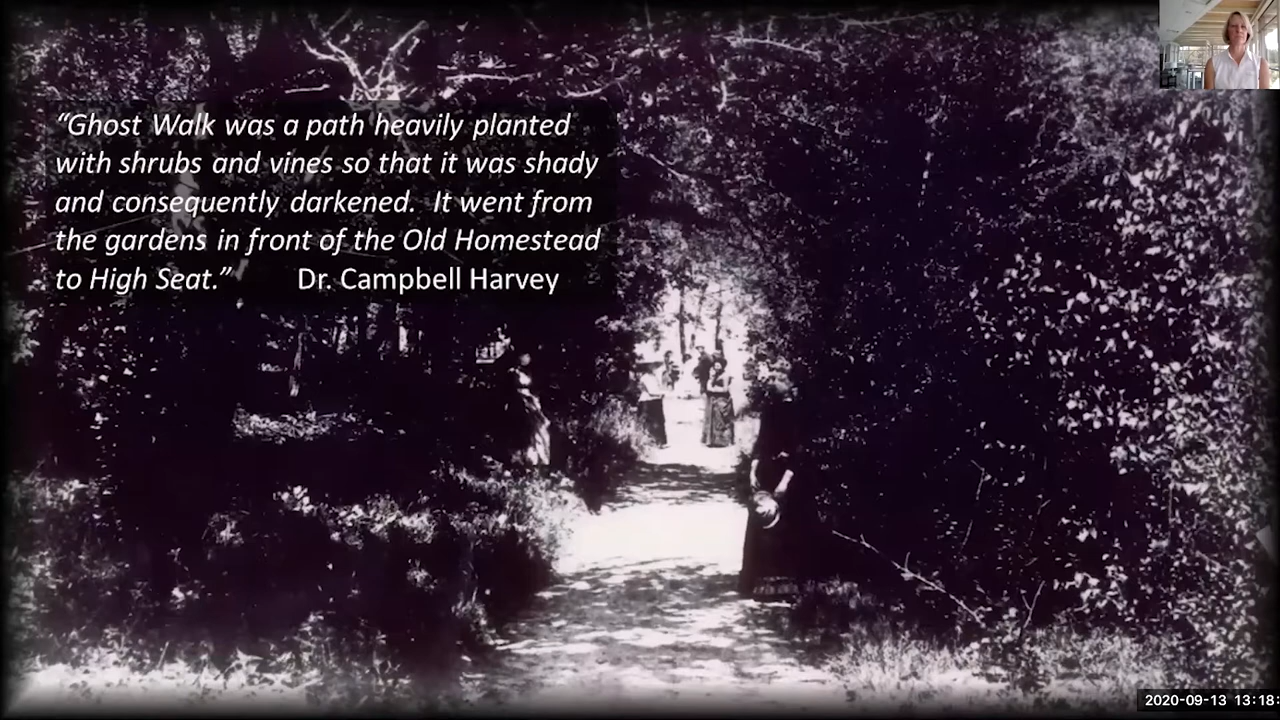 “Ghost Walk was a path heavily planted
with shrubs and vines so that it was shady
and consequently darkened.  It went from
the gardens in front of the Old Homestead
to High Seat.” Dr. Campbell Harvey
2020-09-13 13:18: